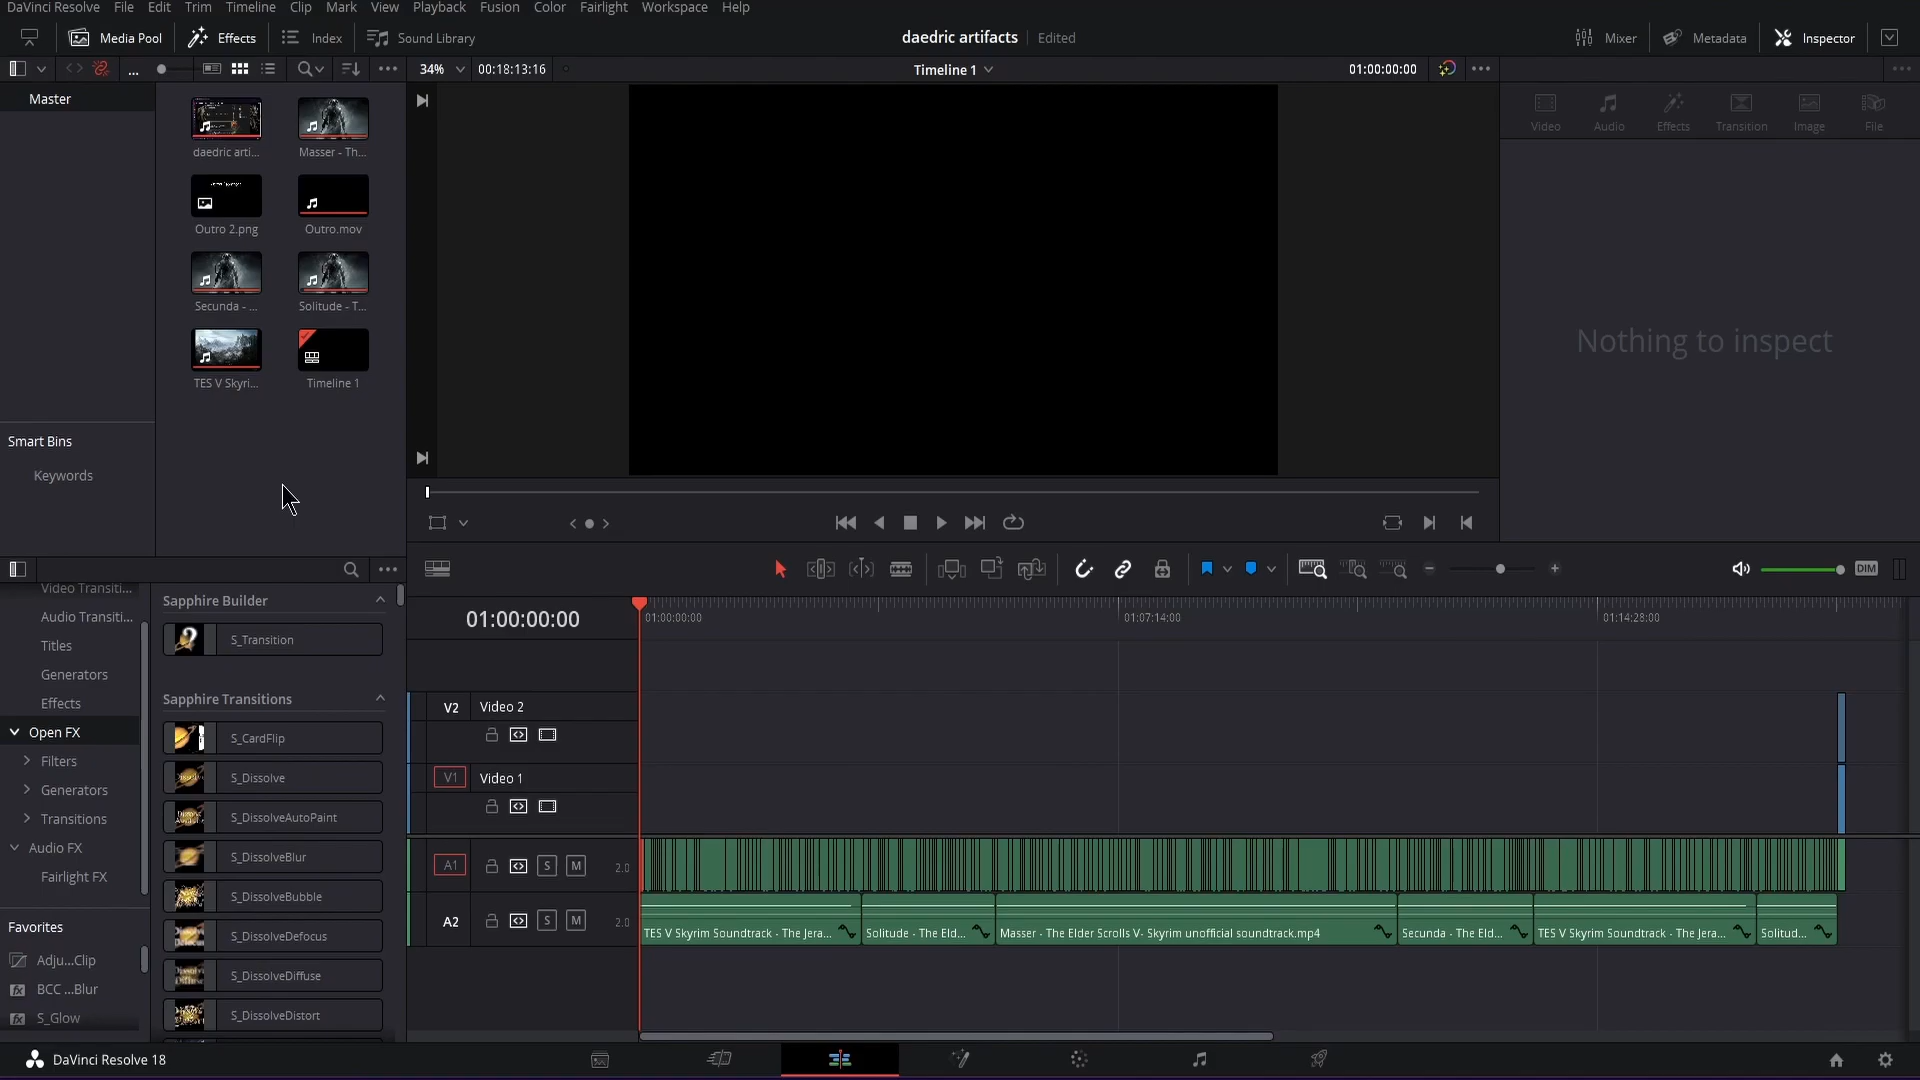 DaVinci Resolve File Edit Trim Timeline Clip Mark View Playback Fusion Color Fairlight Workspace Help
Media Pool Effects Index Sound Library daedric artifacts Edited Mixer Metadata Inspector
... 34% 00:18:13:16 Timeline 1 01:00:00:00
Master
Video Audio Effects Transition Image File
daedric arti... Masser - Th...
Outro 2.png Outro.mov
Secunda - ... Solitude - T...
TES V Skyri... Timeline 1
Nothing to inspect
Smart Bins
Keywords
DIM
Video Transiti...
Audio Transiti...
Titles
Generators
Effects
Open FX
Filters
Generators
Transitions
Audio FX
Fairlight FX
Favorites
Adju...Clip
BCC ...Blur
S_Glow
Sapphire Builder
S_Transition
Sapphire Transitions
S_CardFlip
S_Dissolve
S_DissolveAutoPaint
S_DissolveBlur
S_DissolveBubble
S_DissolveDefocus
S_DissolveDiffuse
S_DissolveDistort
01:00:00:00 01:00:00:00 01:07:14:00 01:14:28:00
V2 Video 2
V1 Video 1
A1 S M 2.0
A2 S M 2.0
TES V Skyrim Soundtrack - The Jera... Solitude - The Eld... Masser - The Elder Scrolls V- Skyrim unofficial soundtrack.mp4 Secunda - The Eld... TES V Skyrim Soundtrack - The Jera... Solitud...
DaVinci Resolve 18